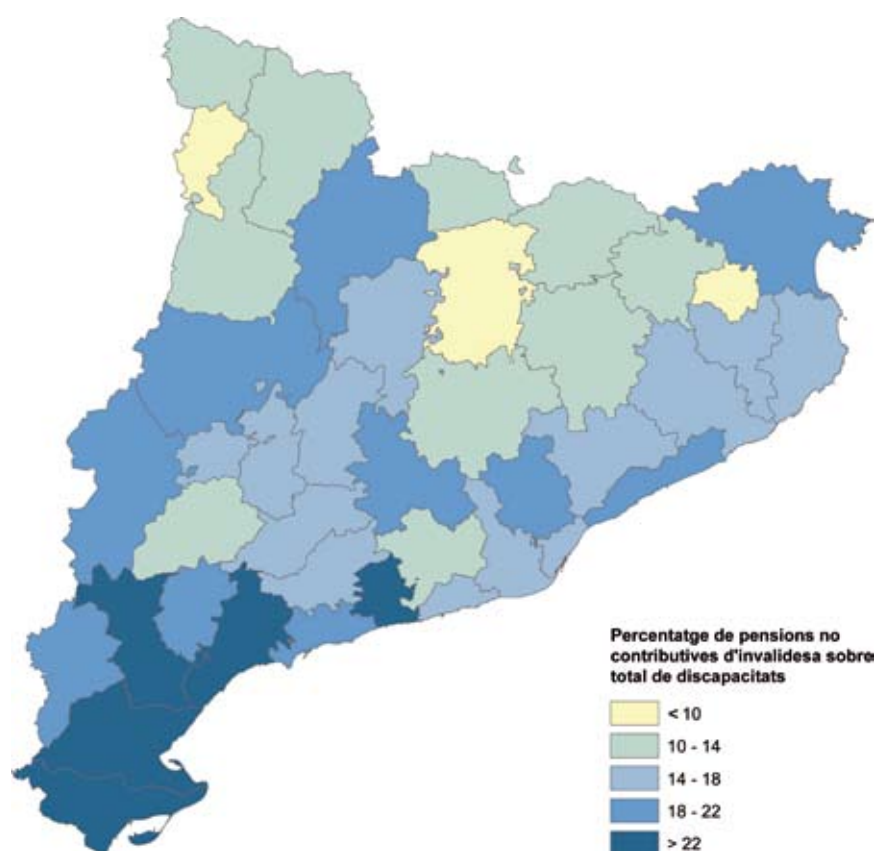 Percentatge de pensions no
contributives d'invalidesa sobre
total de discapacitats
< 10
10 - 14
14 - 18
18 - 22
> 22